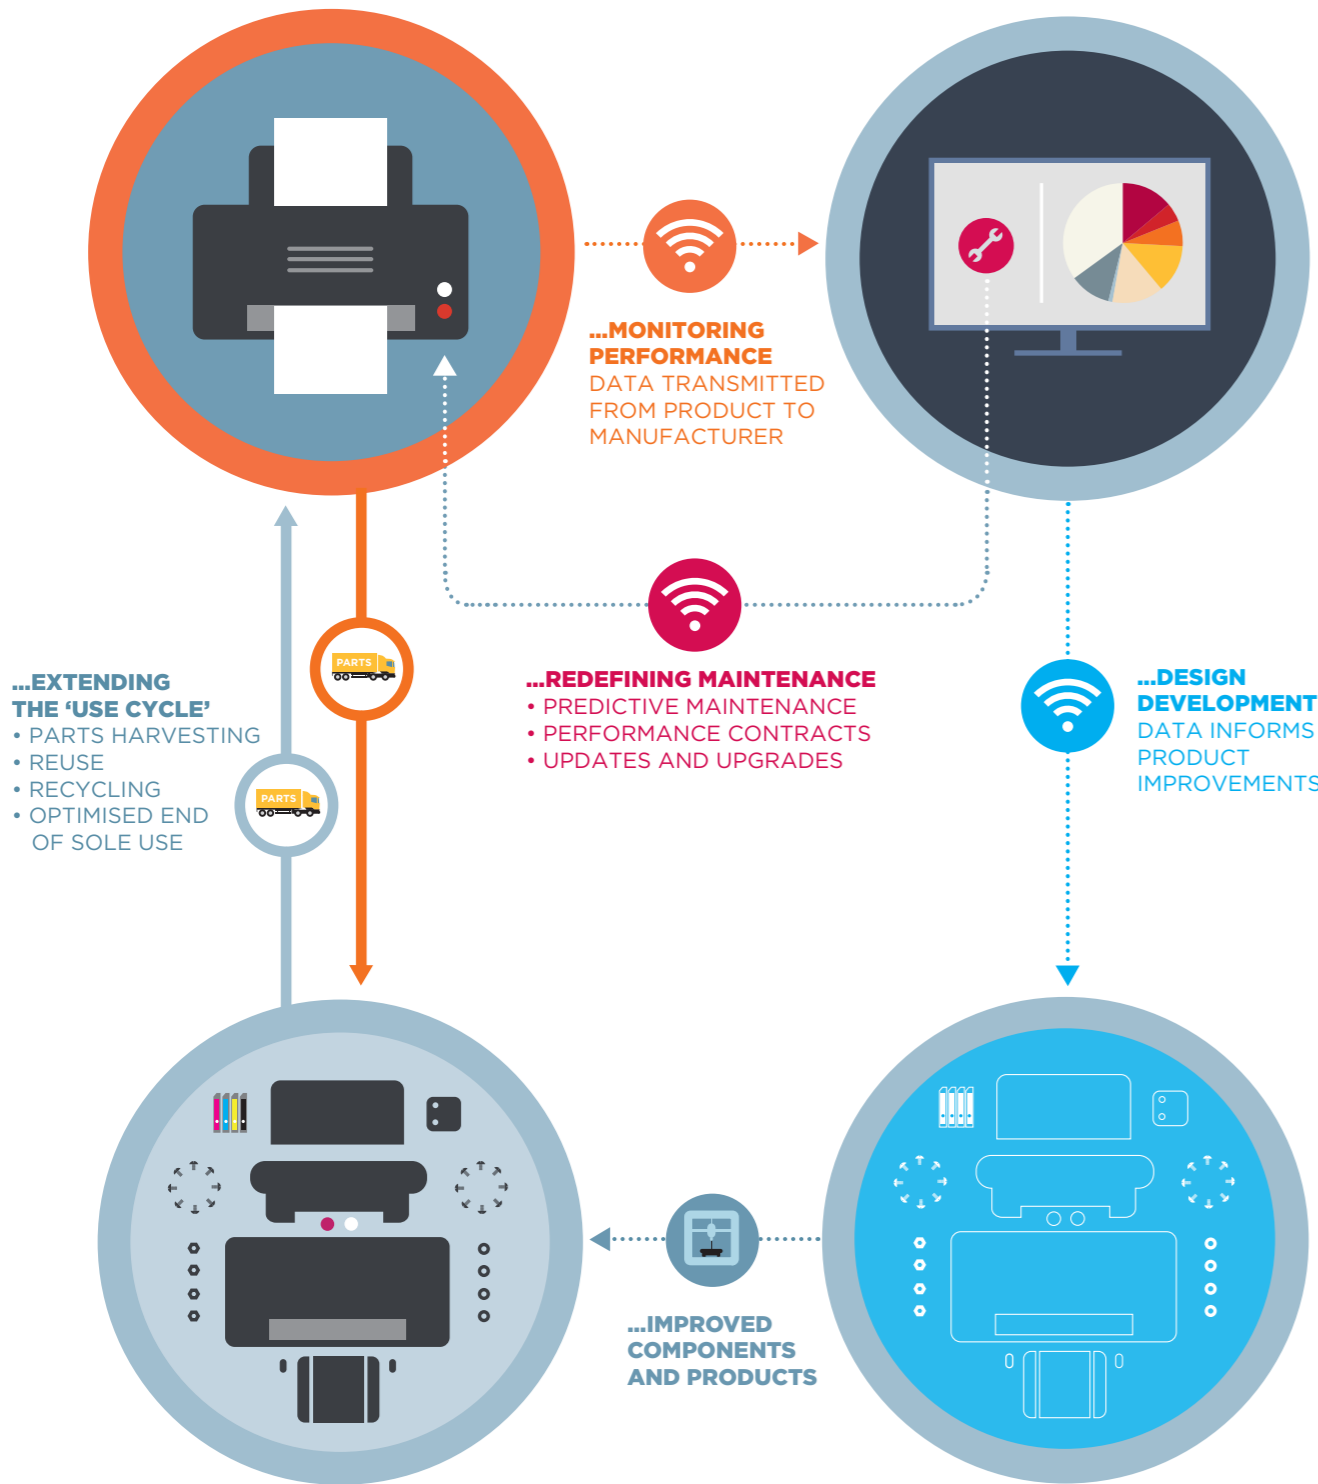 ...MONITORING
PERFORMANCE
DATA TRANSMITTED
FROM PRODUCT TO
MANUFACTURER
PARTS
...EXTENDING
THE ‘USE CYCLE’
• PARTS HARVESTING
• REUSE
• RECYCLING
• OPTIMISED END
OF SOLE USE
PARTS
...REDEFINING MAINTENANCE
• PREDICTIVE MAINTENANCE
• PERFORMANCE CONTRACTS
• UPDATES AND UPGRADES
...DESIGN
DEVELOPMENT
DATA INFORMS
PRODUCT
IMPROVEMENTS
...IMPROVED
COMPONENTS
AND PRODUCTS